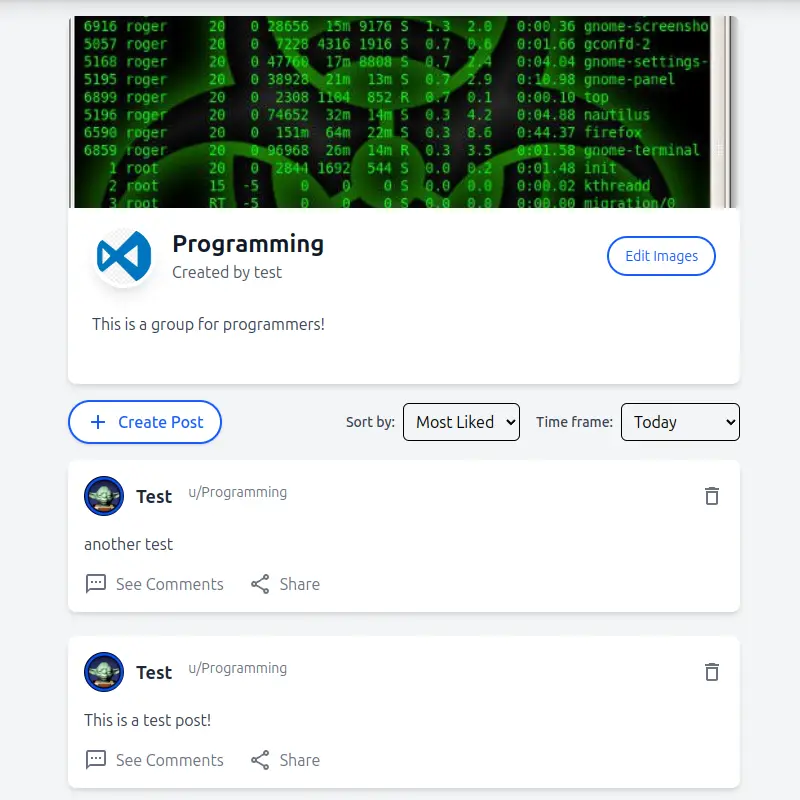 6916 roger 20 0 28656 15m 9176 S 1.3 2.0 0:00.36 gnome-screensho
5057 roger 20 0 7228 4316 1916 S 0.7 0.6 0:01.66 gconfd-2
5168 roger 20 0 47760 17m 8808 S 0.7 2.4 0:04.04 gnome-settings-
5195 roger 20 0 38928 21m 13m S 0.7 2.9 0:10.98 gnome-panel
6899 roger 20 0 2308 1104 852 R 0.7 0.1 0:00.10 top
5196 roger 20 0 74652 32m 14m S 0.3 4.2 0:04.88 nautilus
6590 roger 20 0 151m 64m 22m S 0.3 8.6 0:44.37 firefox
6859 roger 20 0 96968 26m 14m R 0.3 3.5 0:01.58 gnome-terminal
1 root 20 0 2844 1692 544 S 0.0 0.2 0:01.48 init
2 root 15 -5 0 0 0 S 0.0 0.0 0:00.02 kthreadd
3 root RT -5 0 0 0 S 0.0 0.0 0:00.00 migration/0
Programming
Created by test
Edit Images
This is a group for programmers!
Create Post
Sort by: Most Liked Time frame: Today
Test u/Programming
another test
See Comments Share
Test u/Programming
This is a test post!
See Comments Share